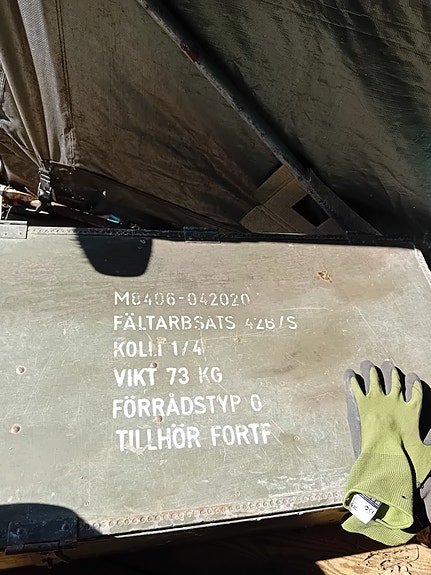 M8406-042020
FÄLTARBSATS 42B/S
KOLLI 1/4
VIKT 73 KG
FÖRRÅDSTYP 0
TILLHÖR FORTF